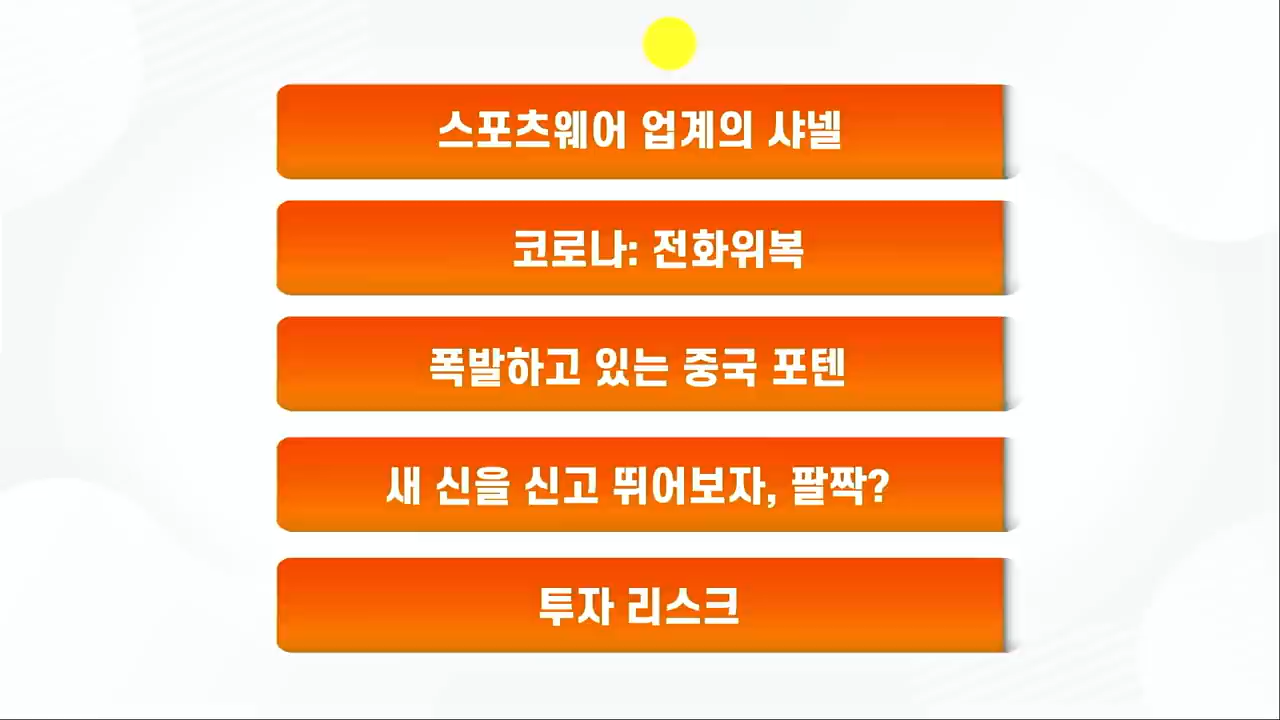 스포츠웨어 업계의 샤넬
코로나: 전화위복
폭발하고 있는 중국 포텐
새 신을 신고 뛰어보자, 팔짝?
투자 리스크